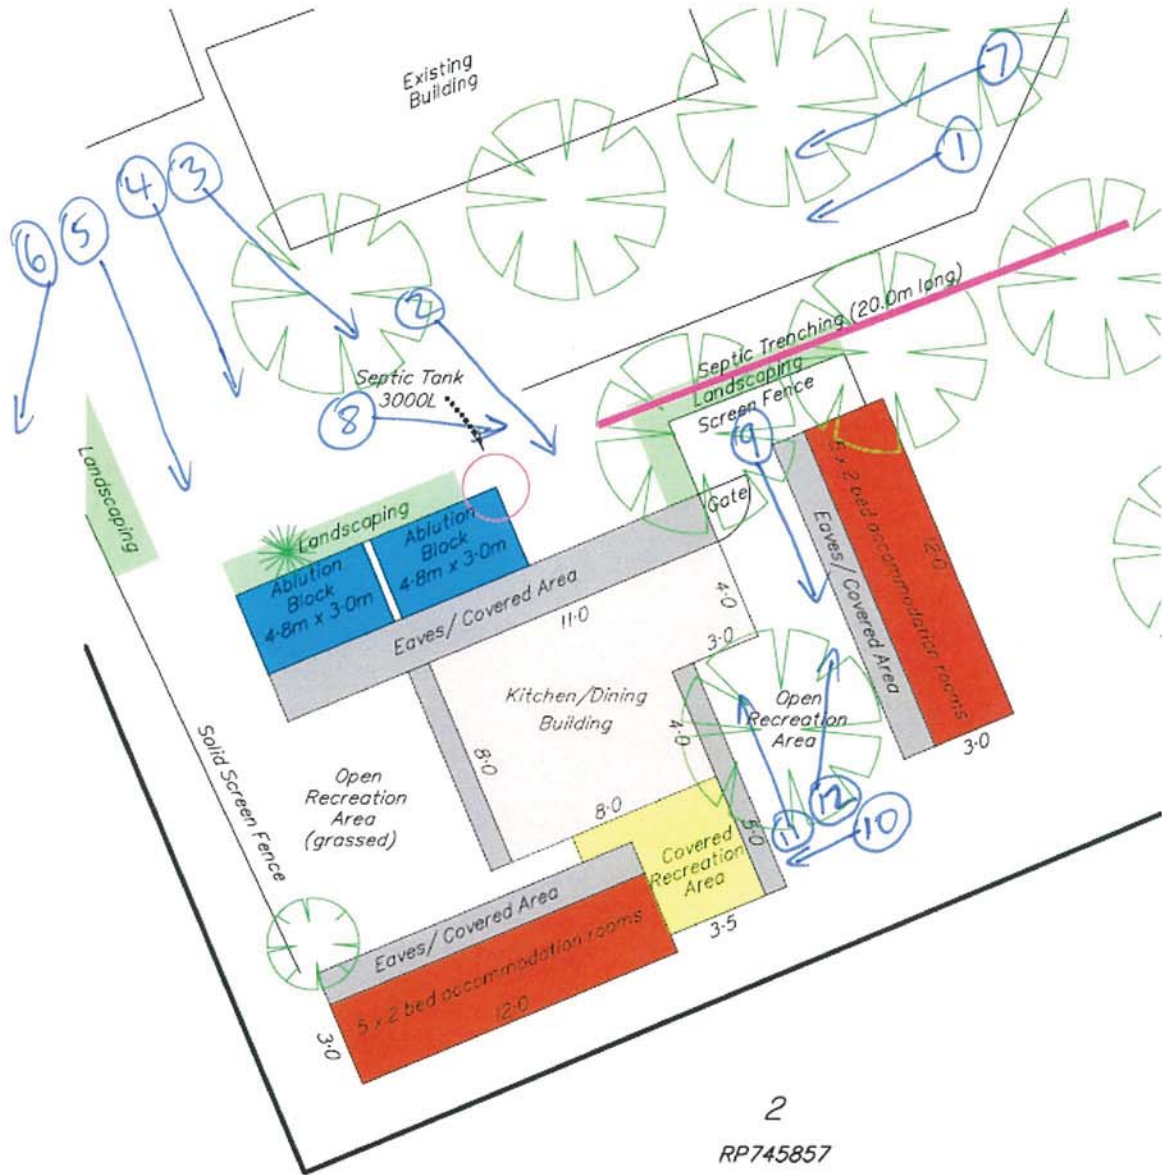 Existing
Building
7
1
3
4
5
6
2
Septic Trenching (20.0m long)
Landscaping
Screen Fence
Septic Tank
3000L
8
9
Landscaping
Landscaping
Gate
Ablution
Block
4·8m x 3·0m
Ablution
Block
4·8m x 3·0m
5 x 2 bed accommodation rooms
12·0
3·0
Eaves/ Covered Area
Eaves/ Covered Area
11·0
4·0
3·0
Kitchen/Dining
Building
8·0
4·0
8·0
Open
Recreation
Area
Solid Screen Fence
Open
Recreation
Area
(grassed)
11
12
10
5·0
Covered
Recreation
Area
3·5
Eaves/ Covered Area
5 x 2 bed accommodation rooms
12·0
3·0
2
RP745857